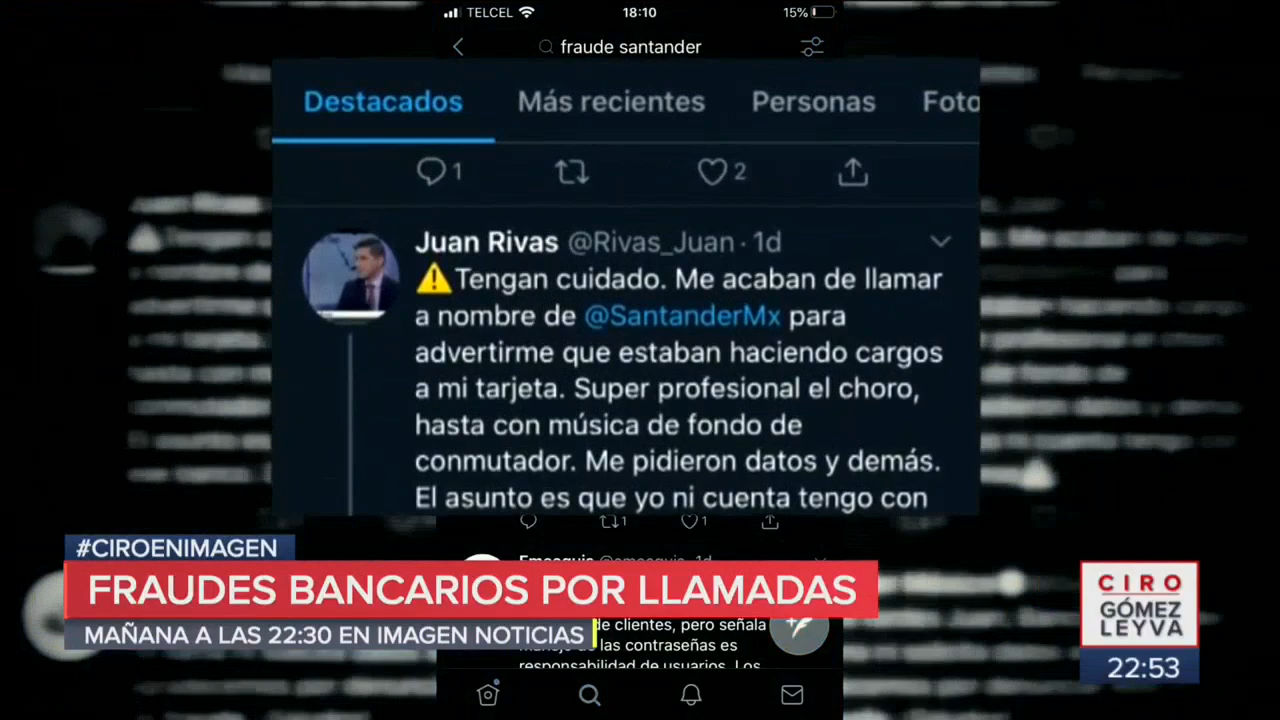 TELCEL 18:10 15%
fraude santander
Destacados Más recientes Personas Foto
1 2
Juan Rivas @Rivas_Juan · 1d
⚠️Tengan cuidado. Me acaban de llamar
a nombre de @SantanderMx para
advertirme que estaban haciendo cargos
a mi tarjeta. Super profesional el choro,
hasta con música de fondo de
conmutador. Me pidieron datos y demás.
El asunto es que yo ni cuenta tengo con
1 1
#CIROENIMAGEN
FRAUDES BANCARIOS POR LLAMADAS
MAÑANA A LAS 22:30 EN IMAGEN NOTICIAS
de clientes, pero señala
las contraseñas es
responsabilidad de usuarios. Los
CIRO
GÓMEZ
LEYVA
22:53